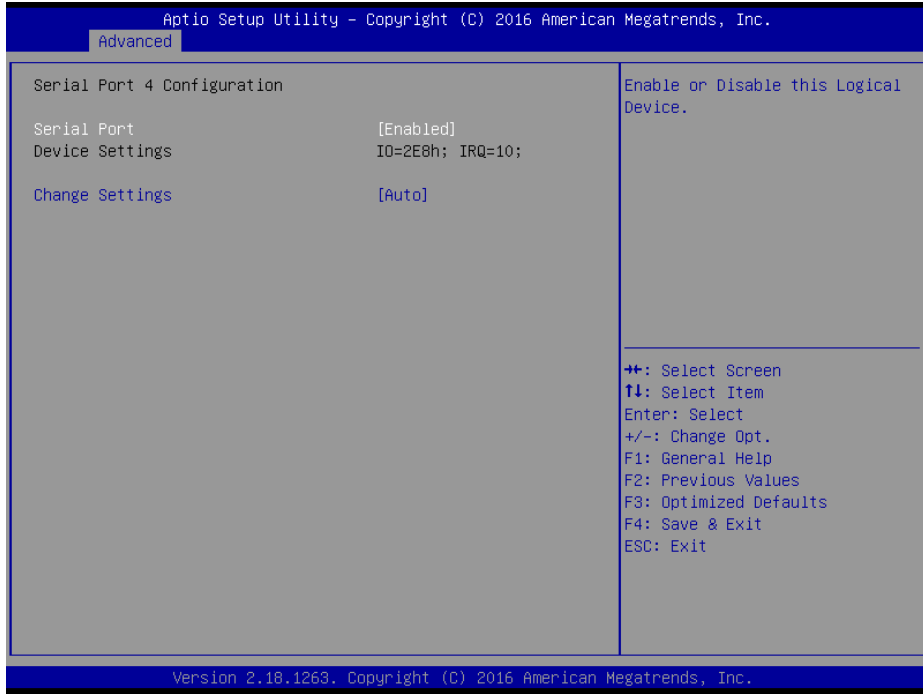 Aptio Setup Utility – Copyright (C) 2016 American Megatrends, Inc.
Advanced
Serial Port 4 Configuration
Serial Port [Enabled]
Device Settings IO=2E8h; IRQ=10;
Change Settings [Auto]
Enable or Disable this Logical
Device.
→←: Select Screen
↑↓: Select Item
Enter: Select
+/-: Change Opt.
F1: General Help
F2: Previous Values
F3: Optimized Defaults
F4: Save & Exit
ESC: Exit
Version 2.18.1263. Copyright (C) 2016 American Megatrends, Inc.